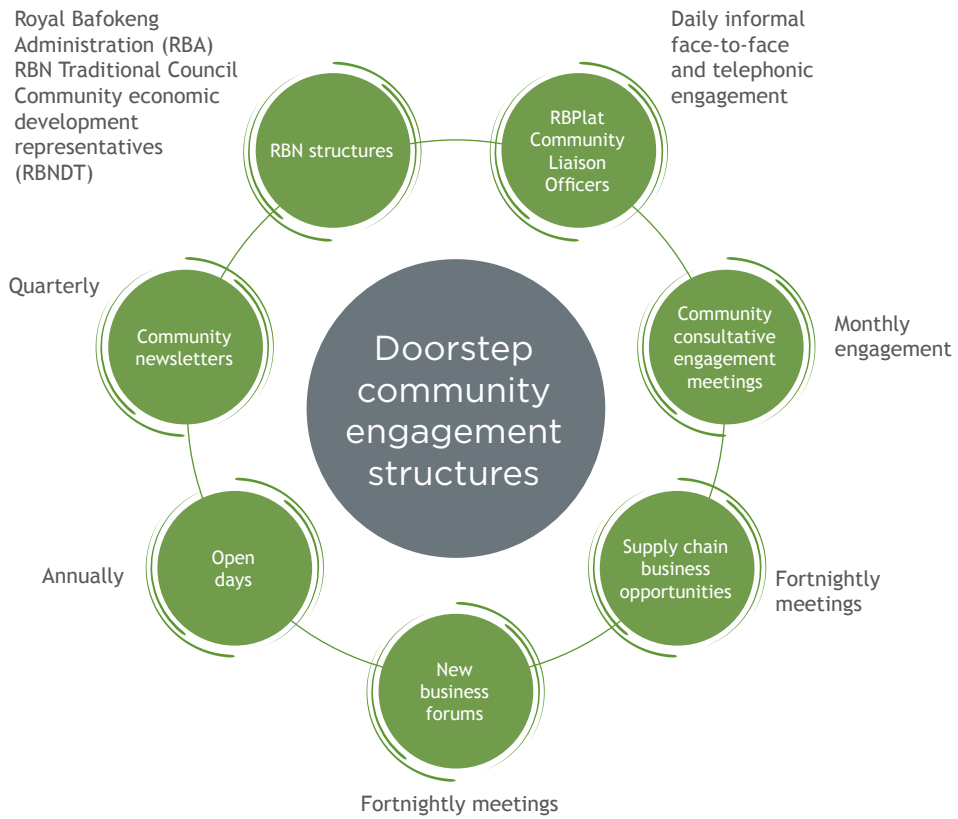 Royal Bafokeng
Administration (RBA)
RBN Traditional Council
Community economic
development
representatives
(RBNDT)
RBN structures
RBPlat
Community
Liaison
Officers
Daily informal
face-to-face
and telephonic
engagement
Quarterly
Community
newsletters
Doorstep
community
engagement
structures
Community
consultative
engagement
meetings
Monthly
engagement
Annually
Open
days
Supply chain
business
opportunities
Fortnightly
meetings
New
business
forums
Fortnightly meetings